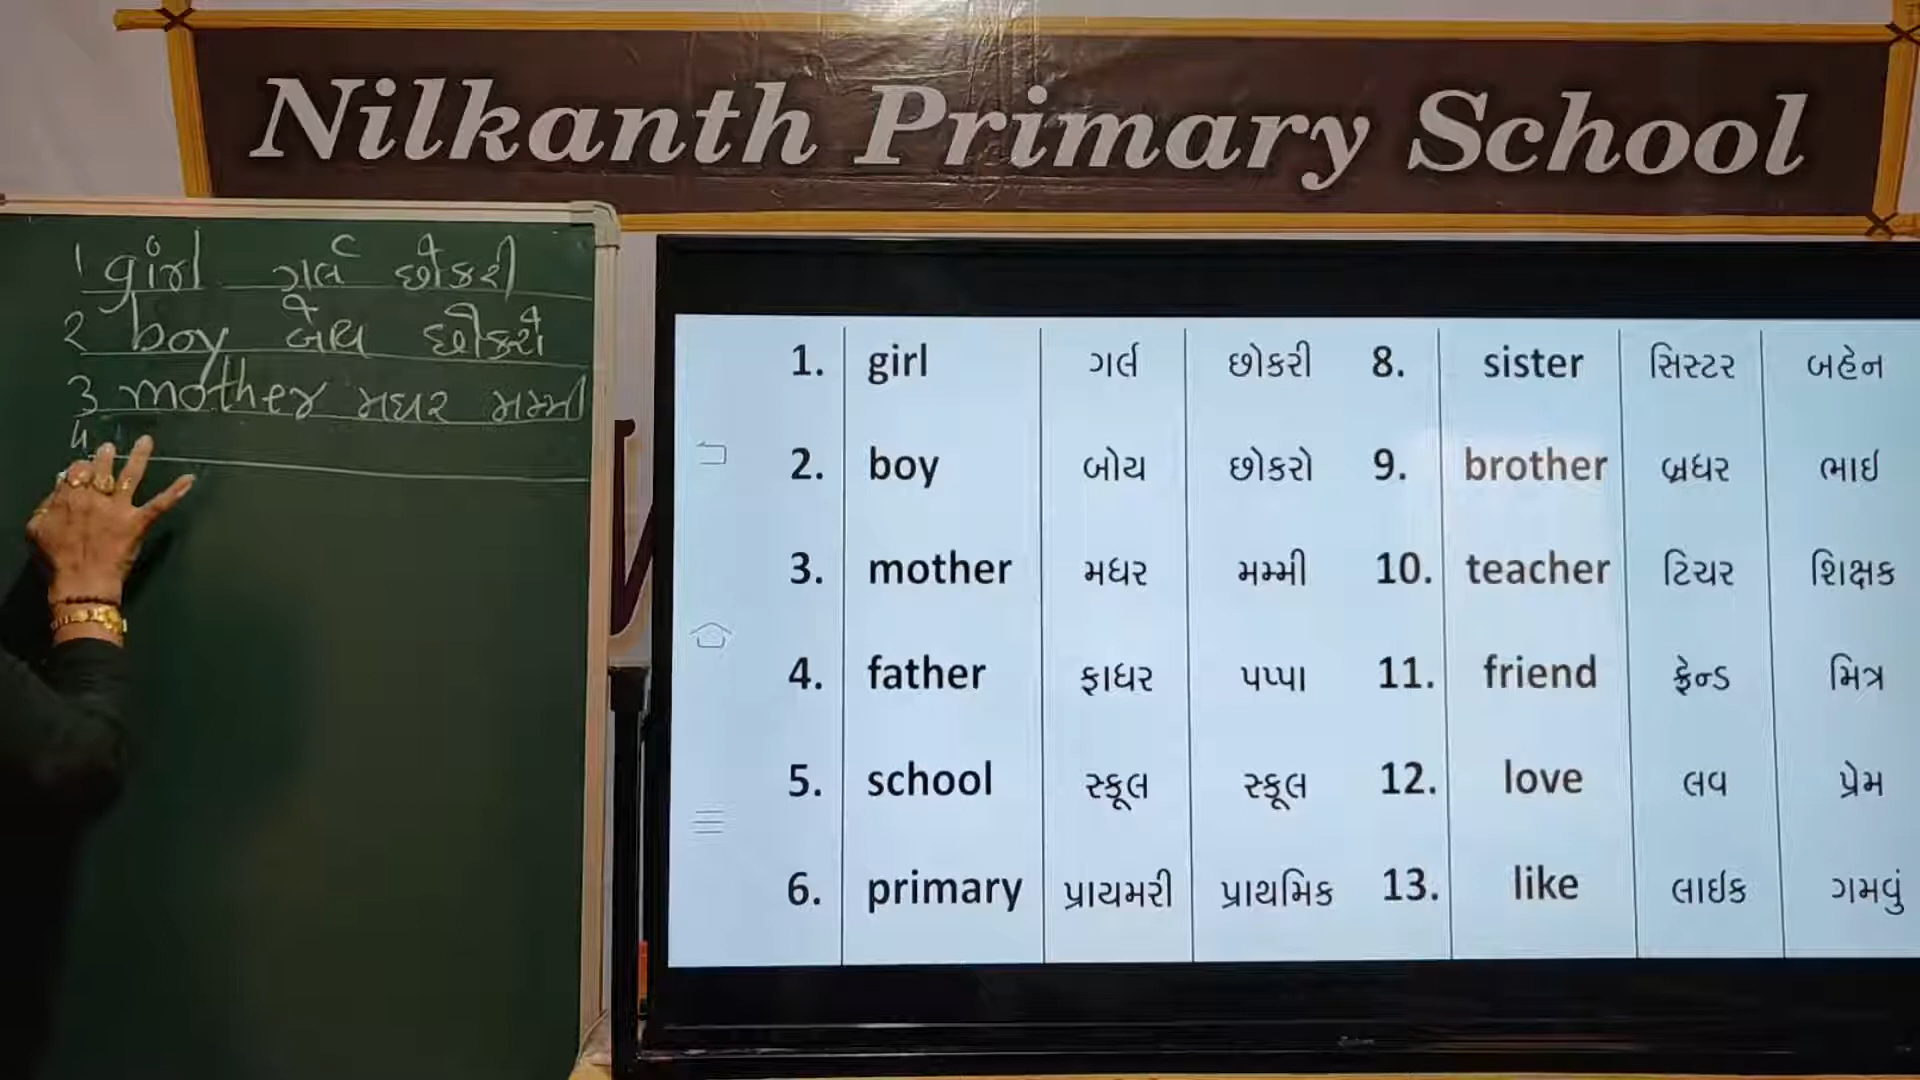 Nilkanth Primary School
1 girl ગર્લ છોકરી
2 boy બોય છોકરો
3 mother મધર મમ્મી
4
1. girl ગર્લ છોકરી 8. sister સિસ્ટર બહેન
2. boy બોય છોકરો 9. brother બ્રધર ભાઈ
3. mother મધર મમ્મી 10. teacher ટિચર શિક્ષક
4. father ફાધર પપ્પા 11. friend ફ્રેન્ડ મિત્ર
5. school સ્કૂલ સ્કૂલ 12. love લવ પ્રેમ
6. primary પ્રાયમરી પ્રાથમિક 13. like લાઈક ગમવું